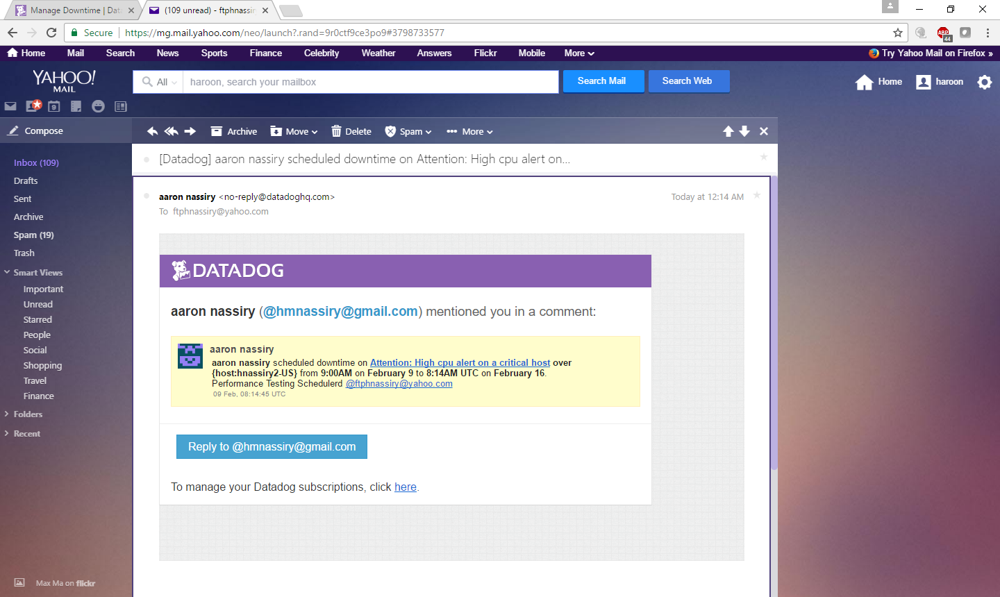 Manage Downtime | Dat
(109 unread) - ftphnassiry
Secure
https://mg.mail.yahoo.com/neo/launch?.rand=9r0ctf9ce3po9#3798733577
ABP
44
Home Mail Search News Sports Finance Celebrity Weather Answers Flickr Mobile More
Try Yahoo Mail on Firefox »
YAHOO!
MAIL
All
haroon, search your mailbox
Search Mail
Search Web
Home
haroon
9
Compose
Archive Move Delete Spam More
Inbox (109)
Drafts
Sent
Archive
Spam (19)
Trash
Smart Views
Important
Unread
Starred
People
Social
Shopping
Travel
Finance
Folders
Recent
Max Ma on flickr
[Datadog] aaron nassiry scheduled downtime on Attention: High cpu alert on...
aaron nassiry <no-reply@datadoghq.com>
Today at 12:14 AM
To ftphnassiry@yahoo.com
DATADOG
aaron nassiry (@hmnassiry@gmail.com) mentioned you in a comment:
aaron nassiry
aaron nassiry scheduled downtime on Attention: High cpu alert on a critical host over
{host:hnassiry2-US} from 9:00AM on February 9 to 8:14AM UTC on February 16.
Performance Testing Schedulerd @ftphnassiry@yahoo.com
09 Feb, 08:14:45 UTC
Reply to @hmnassiry@gmail.com
To manage your Datadog subscriptions, click here.